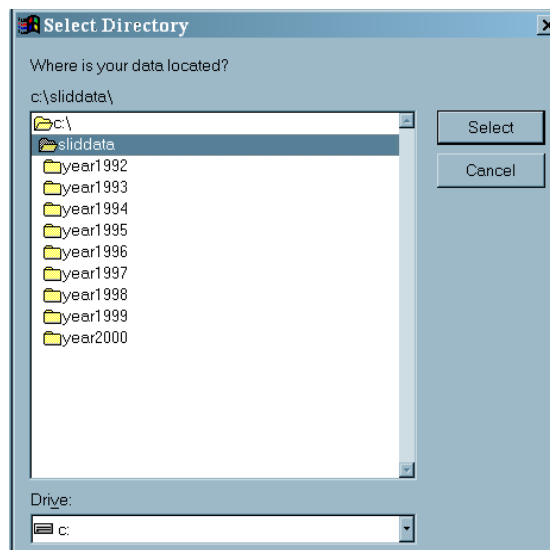 Select Directory
Where is your data located?
c:\sliddata\
c:\
sliddata
year1992
year1993
year1994
year1995
year1996
year1997
year1998
year1999
year2000
Select
Cancel
Drive:
c: